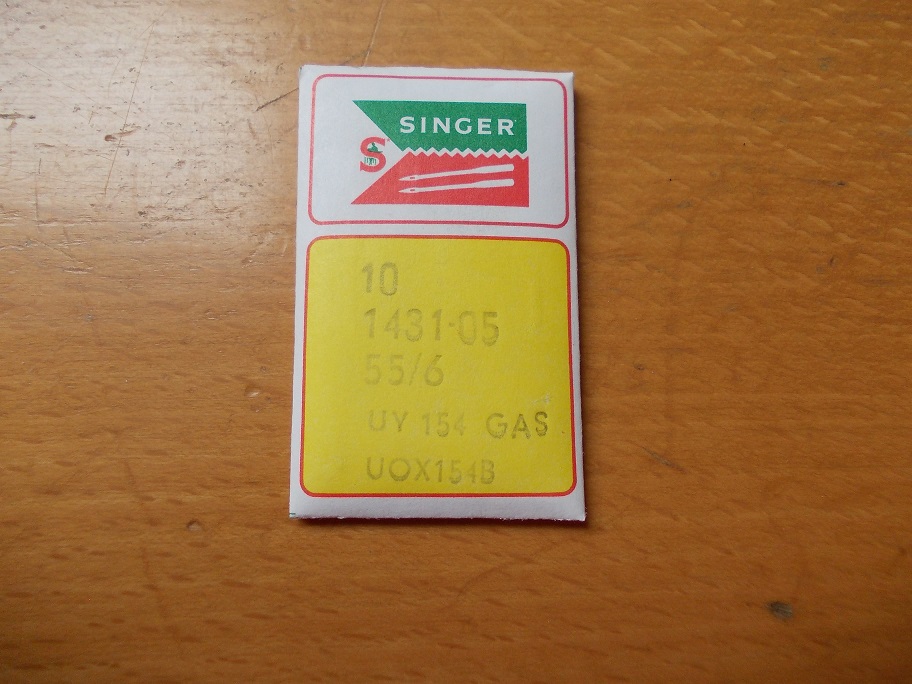 SINGER
S
10
1431-05
55/6
UY 154 GAS
UOX154B